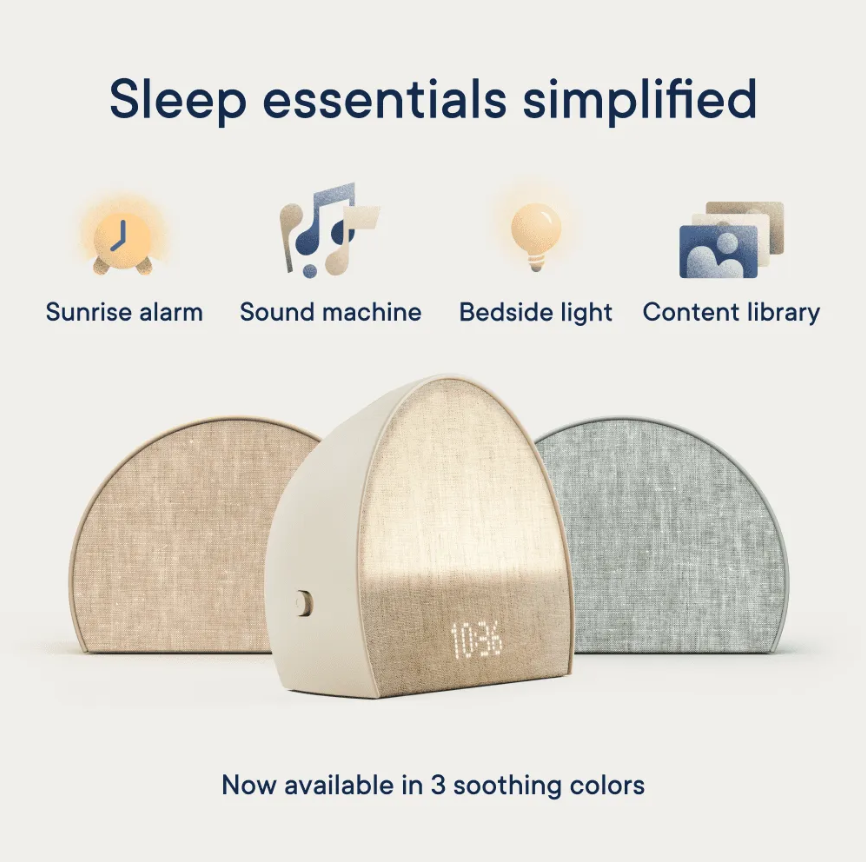 Sleep essentials simplified
Sunrise alarm
Sound machine
Bedside light
Content library
10:36
Now available in 3 soothing colors